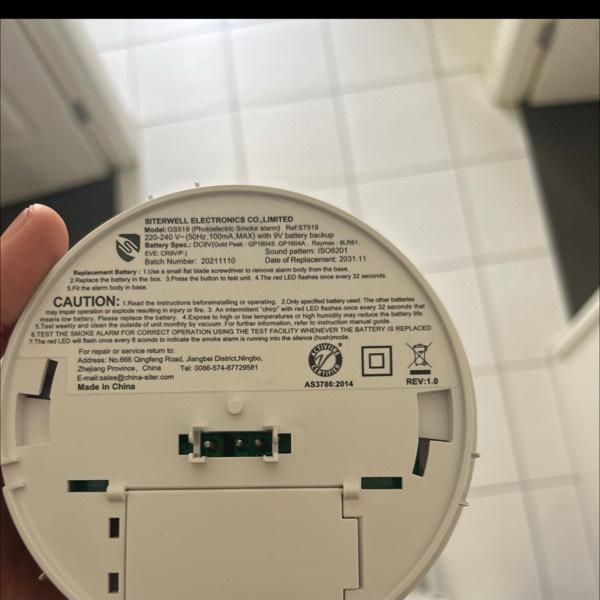 SITERWELL ELECTRONICS CO.,LIMITED
Model: GS519 (Photoelectric Smoke alarm) Ref:ST519
220-240 V~(50Hz,100mA,MAX) with 9V battery backup
Battery Spec.: DC9V(Gold Peak : GP1604S ,GP1604A , Raymax : 6LR61,
EVE: CR9V/P.) Sound pattern: ISO8201
Batch Number: 20211110 Date of Replacement: 2031.11
Replacement Battery : 1.Use a small flat blade screwdriver to remove alarm body from the base.
2.Replace the battery in the box. 3.Press the button to test unit. 4.The red LED flashes once every 32 seconds.
5.Fit the alarm body in base.
CAUTION: 1.Read the instructions beforeinstalling or operating. 2.Only specified battery used. The other batteries
may impair operation or explode resulting in injury or fire. 3. An intermittent "chirp" with red LED flashes once every 32 seconds that
means low battery. Please replace the battery. 4.Expose to high or low temperatures or high humidity may reduce the battery life.
5.Test weekly and clean the outside of unit monthly by vacuum .For further information, refer to instruction manual guide.
6.TEST THE SMOKE ALARM FOR CORRECT OPERATION USING THE TEST FACILITY WHENEVER THE BATTERY IS REPLACED
7.The red LED will flash once every 8 seconds to indicate the smoke alarm is running into the silence (hush)mode.
For repair or service return to:
Address: No.666 Qingfeng Road, Jiangbei District,Ningbo,
Zhejiang Province, China Tel: 0086-574-87729581
E-mail:sales@china-siter.com
Made in China
ACTIVFIRE
CERTIFIED
AS3786:2014
REV:1.0